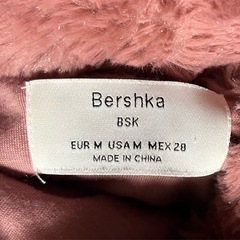 Bershka
BSK
EUR M USA M MEX 28
MADE IN CHINA